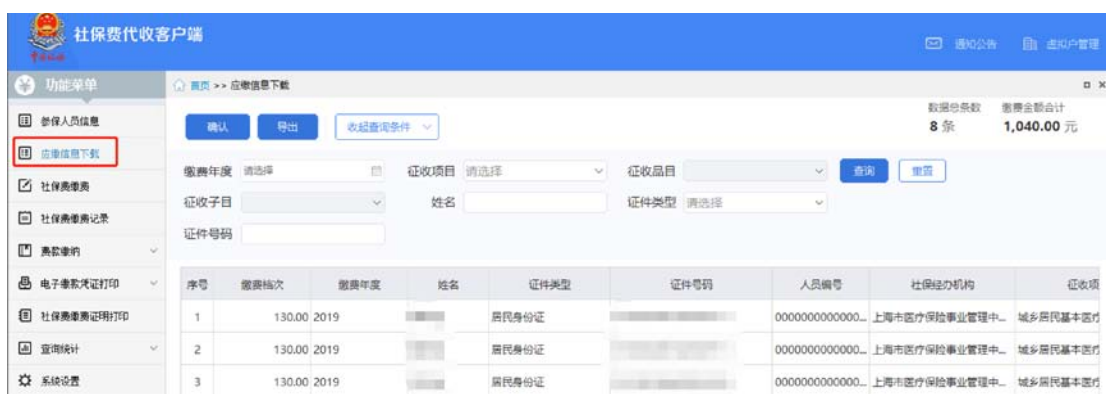 社保费代收客户端
通知公告 虚拟户管理
功能菜单
首页 >> 应缴信息下载
参保人员信息
应缴信息下载
社保费缴费
社保费缴费记录
费款缴纳
电子缴款凭证打印
社保费缴费证明打印
查询统计
系统设置
确认 导出 收起查询条件
数据总条数 缴费金额合计
8 条 1,040.00 元
缴费年度 请选择 征收项目 请选择 征收品目 查询 重置
征收子目 姓名 证件类型 请选择
证件号码
序号 缴费档次 缴费年度 姓名 证件类型 证件号码 人员编号 社保经办机构 征收项
1 130.00 2019 居民身份证 0000000000000... 上海市医疗保险事业管理中... 城乡居民基本医疗
2 130.00 2019 居民身份证 0000000000000... 上海市医疗保险事业管理中... 城乡居民基本医疗
3 130.00 2019 居民身份证 0000000000000... 上海市医疗保险事业管理中... 城乡居民基本医疗